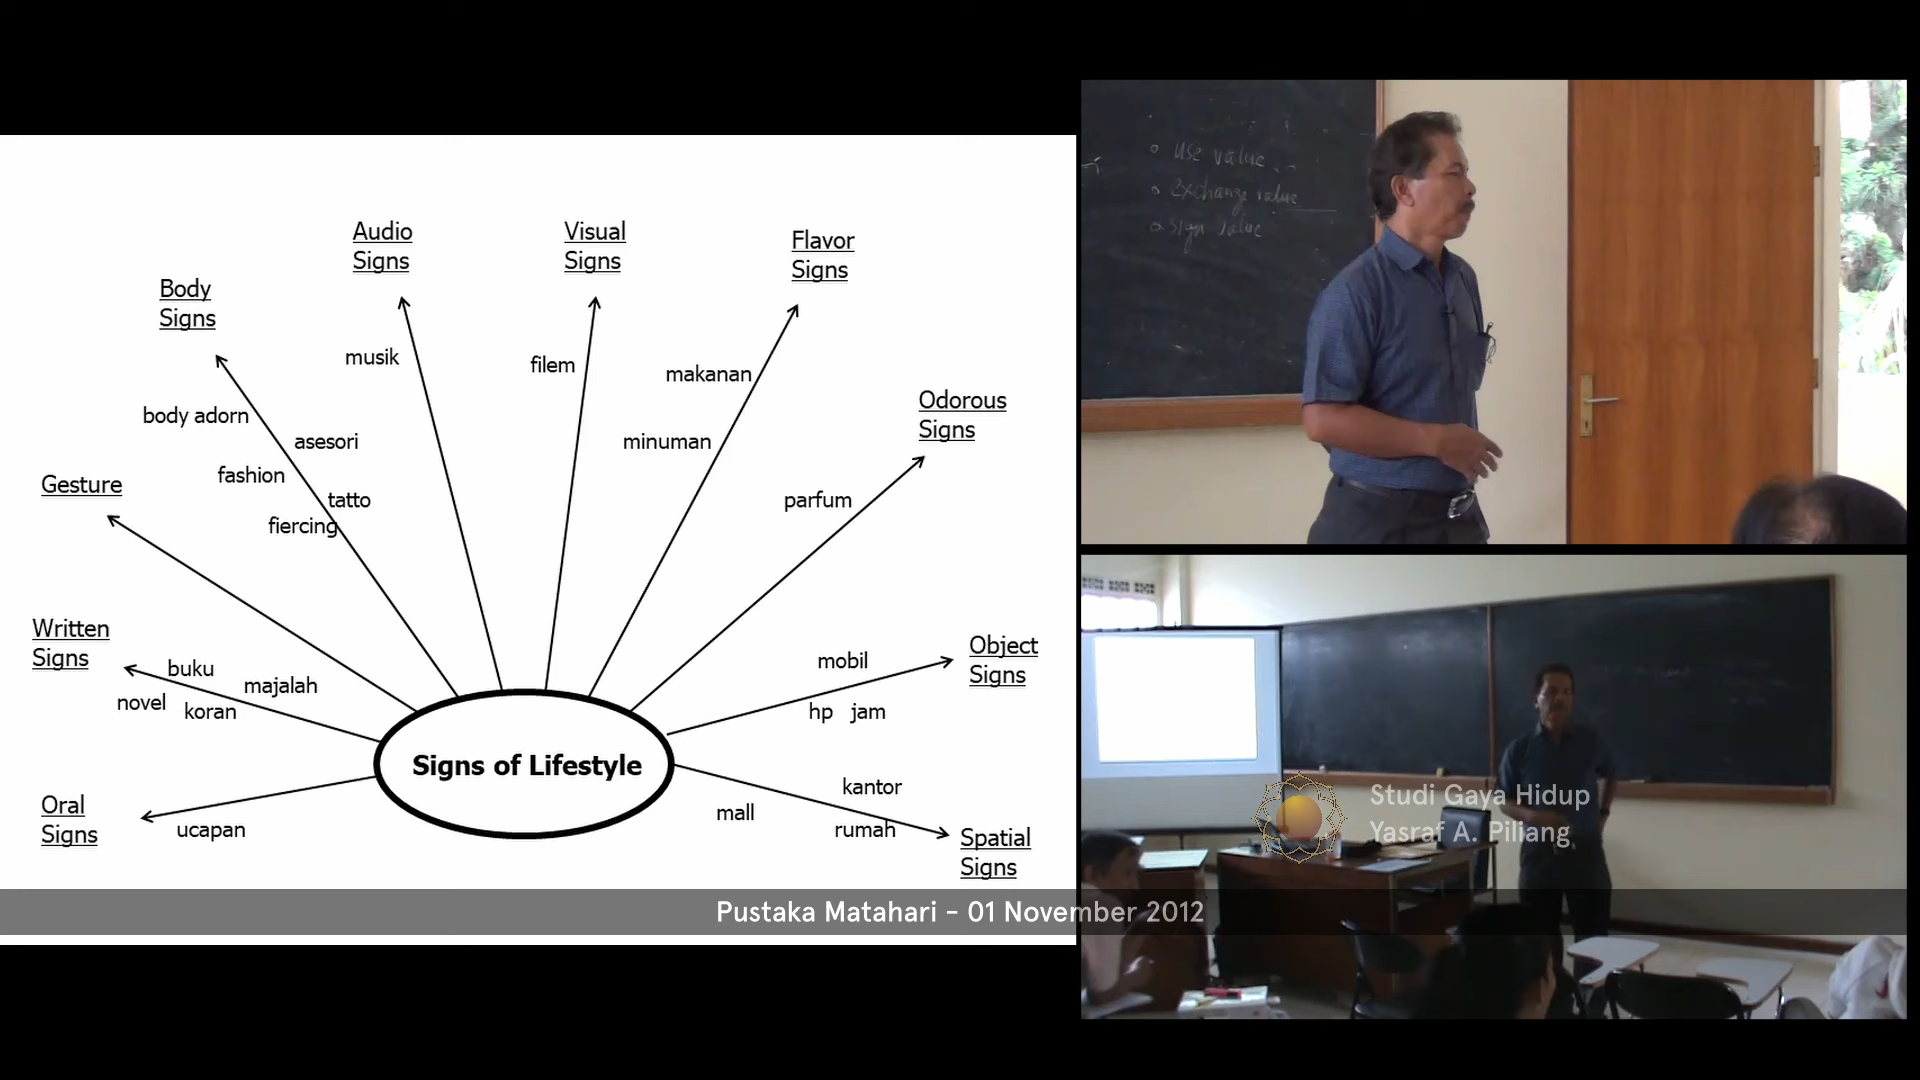 Audio
Signs
Visual
Signs
Flavor
Signs
Body
Signs
musik
filem
makanan
Odorous
Signs
body adorn
asesori
minuman
fashion
Gesture
tatto
parfum
fiercing
Written
Signs
buku
majalah
novel
koran
mobil
Object
Signs
hp jam
Signs of Lifestyle
Oral
Signs
ucapan
mall
kantor
rumah
Spatial
Signs
use value
exchange value
sign value
Studi Gaya Hidup
Yasraf A. Piliang
Pustaka Matahari - 01 November 2012